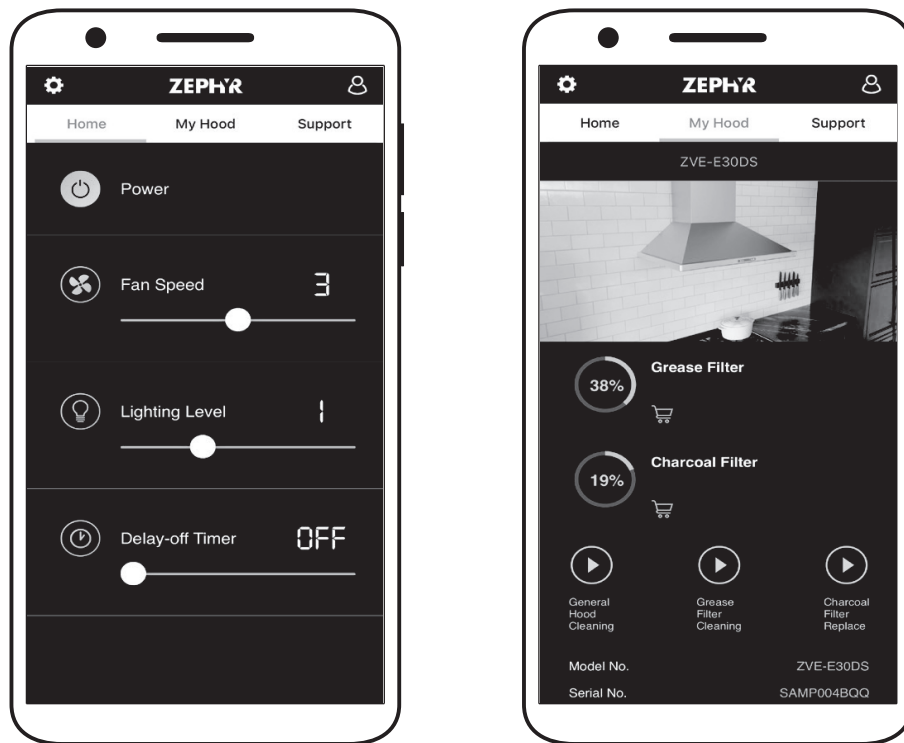 ZEPHYR
Home My Hood Support
Power
Fan Speed 3
Lighting Level 1
Delay-off Timer OFF
ZEPHYR
Home My Hood Support
ZVE-E30DS
38% Grease Filter
19% Charcoal Filter
General Hood Cleaning
Grease Filter Cleaning
Charcoal Filter Replace
Model No. ZVE-E30DS
Serial No. SAMP004BQQ